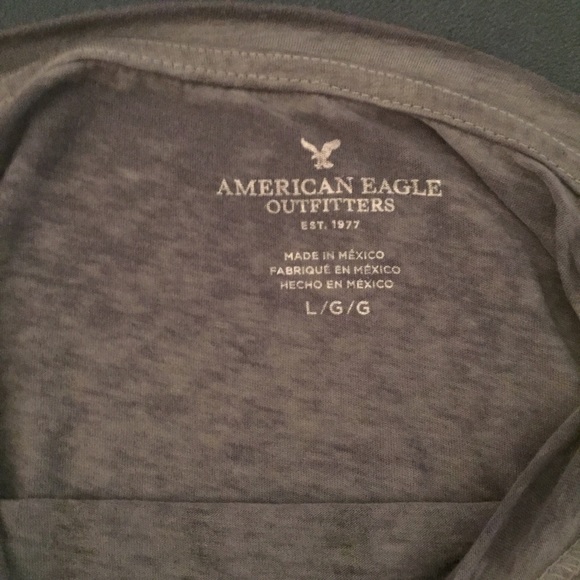 AMERICAN EAGLE
OUTFITTERS
EST. 1977
MADE IN MÉXICO
FABRIQUÉ EN MÉXICO
HECHO EN MÉXICO
L/G/G